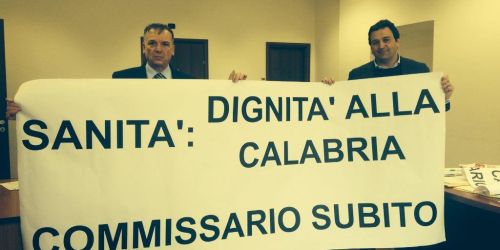 SANITA': DIGNITA' ALLA
CALABRIA
COMMISSARIO SUBITO